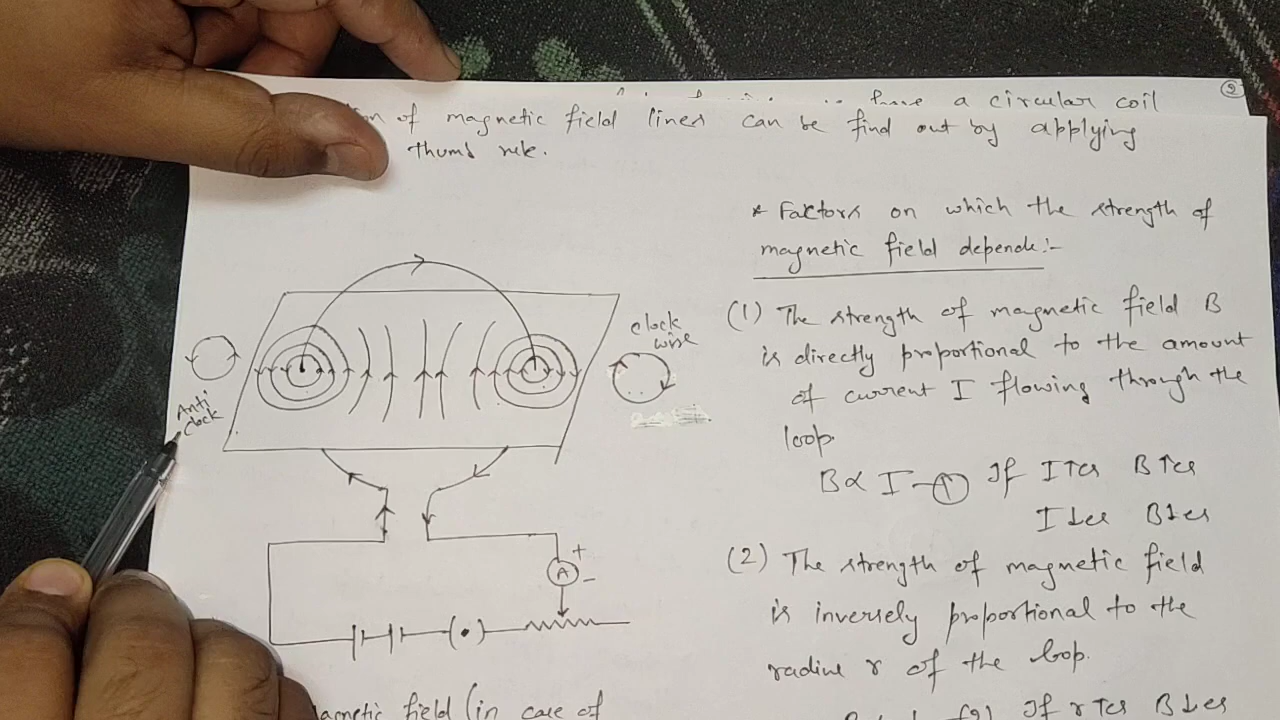 ②
have a circular coil
of magnetic field lines can be find out by applying
thumb rule.
* Factors on which the strength of
magnetic field depends:-
clock
wise
Anti
clock
(1) The strength of magnetic field B
is directly proportional to the amount
of current I flowing through the
loop.
B ∝ I —① If I↑es B↑es
I↓es B↓es
(2) The strength of magnetic field
is inversely proportional to the
radius r of the loop.
+
A
-
field (in case of
If r↑es B↓es